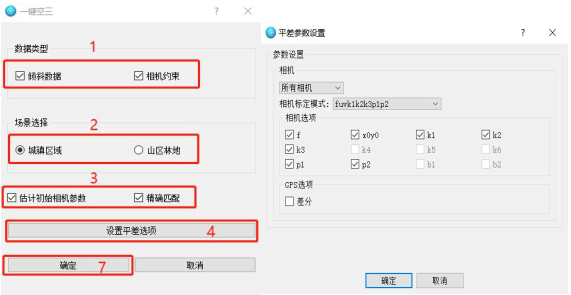 一键空三
?
数据类型
1
倾斜数据
相机约束
场景选择
2
城镇区域
山区林地
3
估计初始相机参数
精确匹配
设置平差选项
4
确定
7
取消
平差参数设置
?
参数设置
相机
所有相机
相机标定模式: fuvk1k2k3p1p2
相机选项
f x0y0 k1 k2
k3 k4 k5 k6
p1 p2 b1 b2
GPS选项
差分
确定 取消